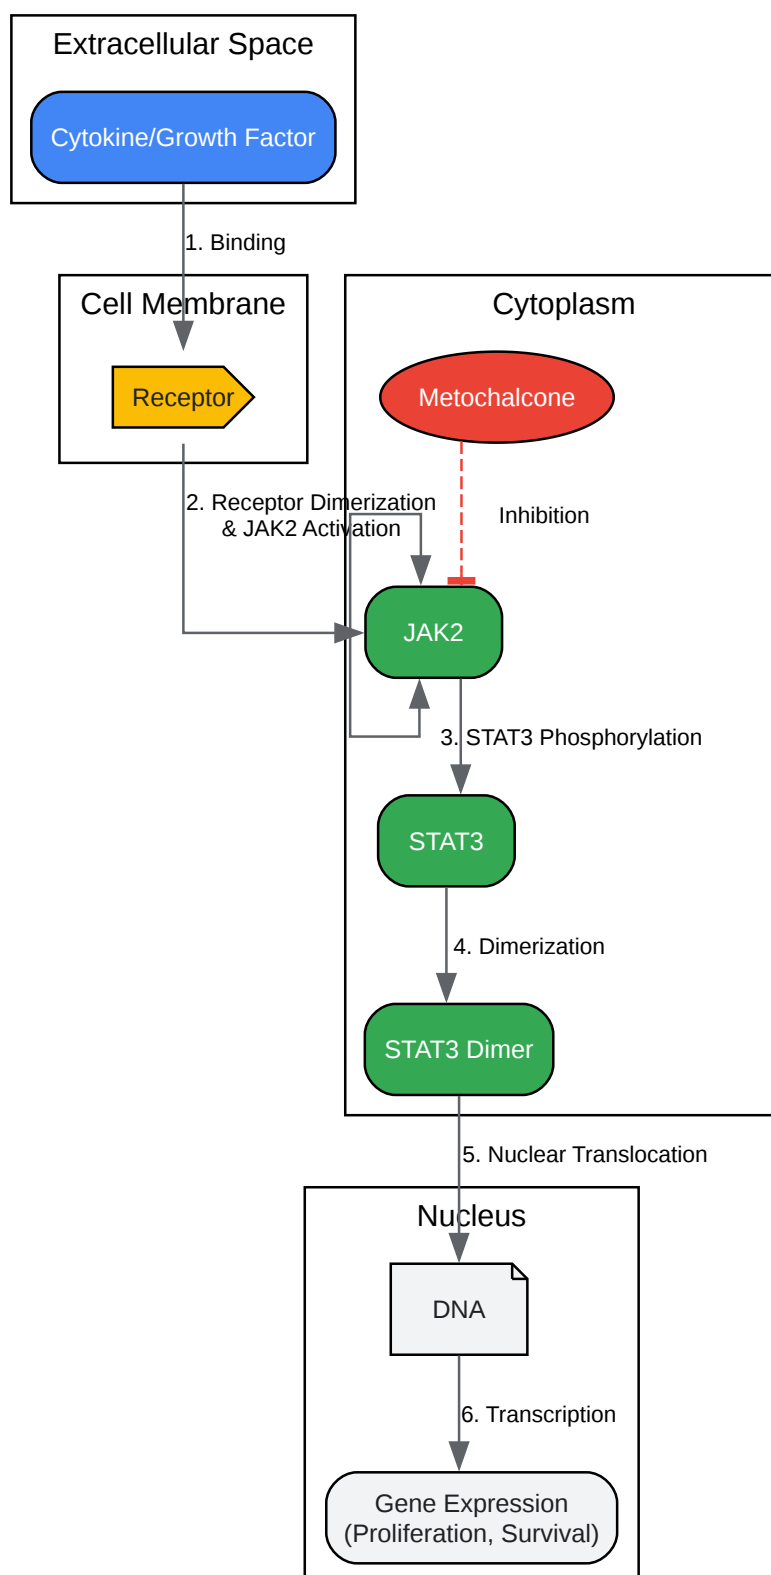 Extracellular Space
Cytokine/Growth Factor
1. Binding
Cell Membrane
Receptor
Cytoplasm
Metochalcone
2. Receptor Dimerization
& JAK2 Activation
Inhibition
JAK2
3. STAT3 Phosphorylation
STAT3
4. Dimerization
STAT3 Dimer
5. Nuclear Translocation
Nucleus
DNA
6. Transcription
Gene Expression
(Proliferation, Survival)